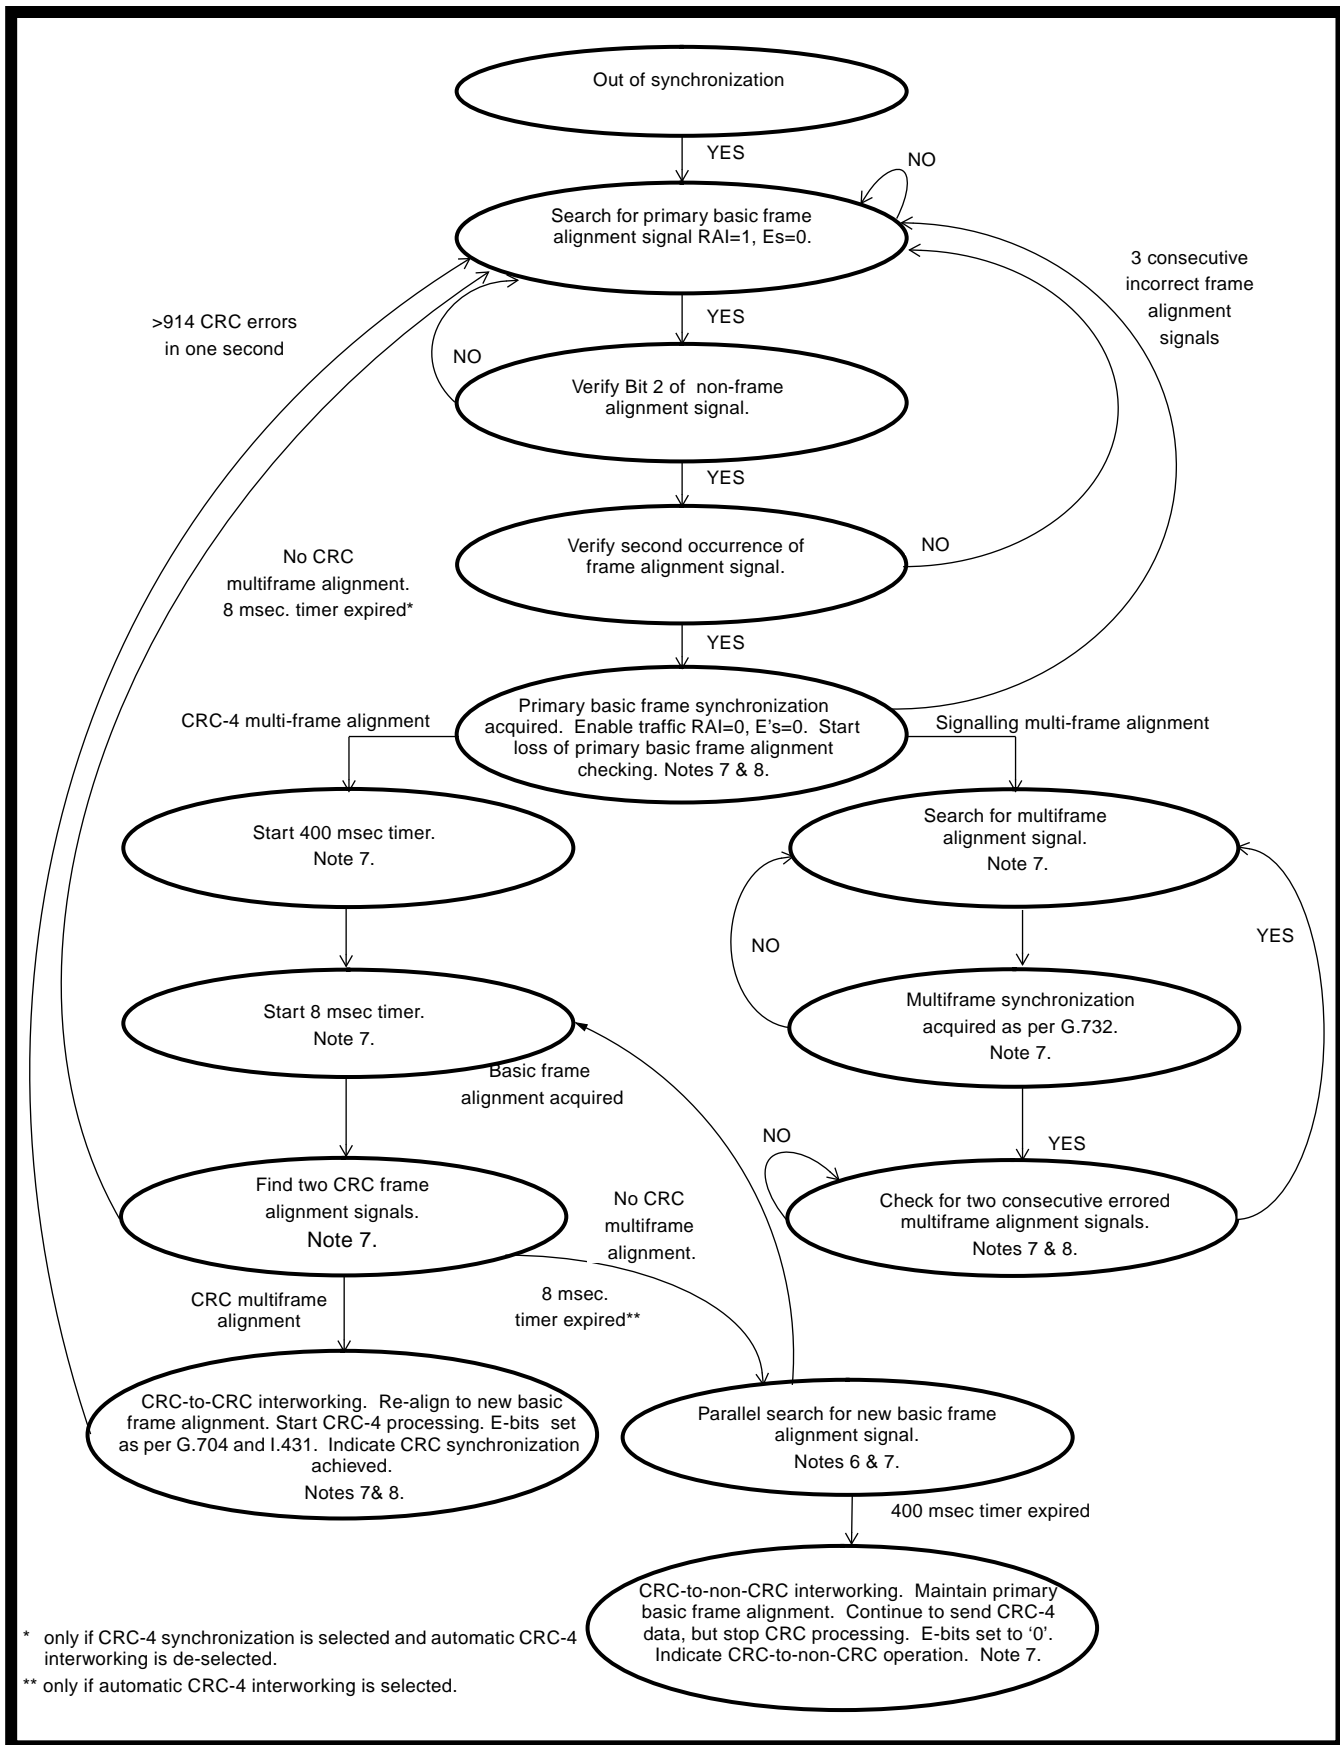 Out of synchronization
YES
NO
Search for primary basic frame
alignment signal RAI=1, Es=0.
3 consecutive
incorrect frame
alignment
signals
>914 CRC errors
in one second
YES
NO
Verify Bit 2 of non-frame
alignment signal.
YES
No CRC
multiframe alignment.
8 msec. timer expired*
Verify second occurrence of
frame alignment signal.
NO
YES
CRC-4 multi-frame alignment
Primary basic frame synchronization
acquired. Enable traffic RAI=0, E's=0. Start
loss of primary basic frame alignment
checking. Notes 7 & 8.
Signalling multi-frame alignment
Start 400 msec timer.
Note 7.
Search for multiframe
alignment signal.
Note 7.
NO
YES
Start 8 msec timer.
Note 7.
Multiframe synchronization
acquired as per G.732.
Note 7.
Basic frame
alignment acquired
NO
YES
Find two CRC frame
alignment signals.
Note 7.
No CRC
multiframe
alignment.
Check for two consecutive errored
multiframe alignment signals.
Notes 7 & 8.
CRC multiframe
alignment
8 msec.
timer expired**
CRC-to-CRC interworking. Re-align to new basic
frame alignment. Start CRC-4 processing. E-bits set
as per G.704 and I.431. Indicate CRC synchronization
achieved.
Notes 7& 8.
Parallel search for new basic frame
alignment signal.
Notes 6 & 7.
400 msec timer expired
CRC-to-non-CRC interworking. Maintain primary
basic frame alignment. Continue to send CRC-4
data, but stop CRC processing. E-bits set to ‘0’.
Indicate CRC-to-non-CRC operation. Note 7.
* only if CRC-4 synchronization is selected and automatic CRC-4
interworking is de-selected.
** only if automatic CRC-4 interworking is selected.